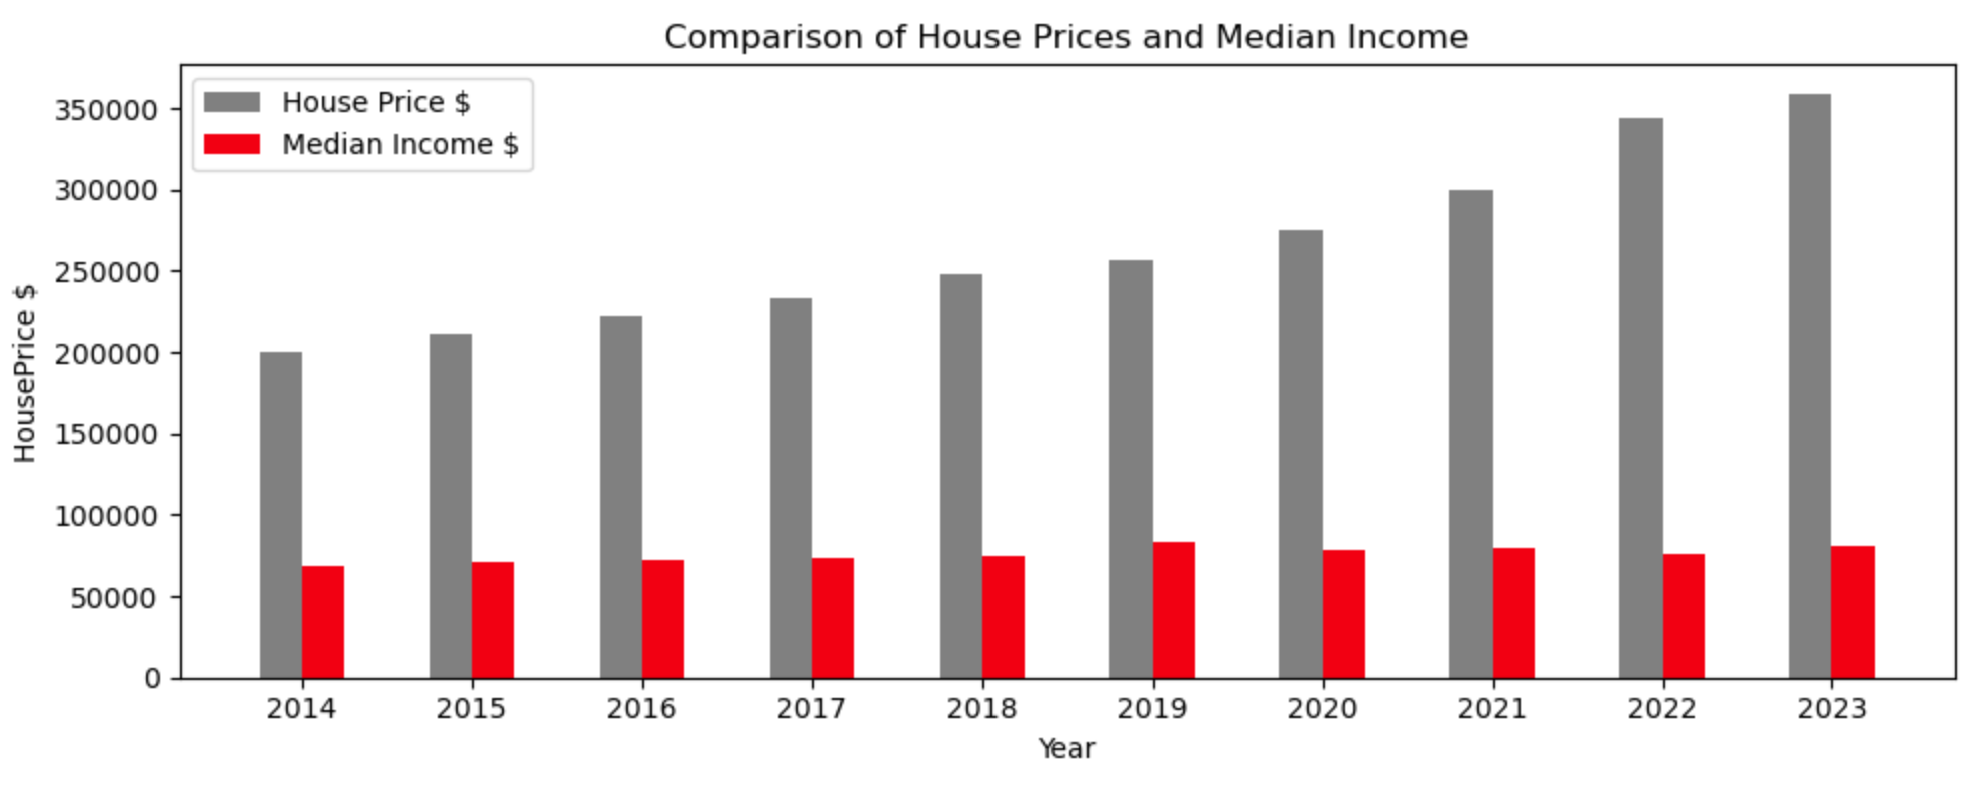 Comparison of House Prices and Median Income
House Price $
Median Income $
HousePrice $
350000
300000
250000
200000
150000
100000
50000
0
2014 2015 2016 2017 2018 2019 2020 2021 2022 2023
Year